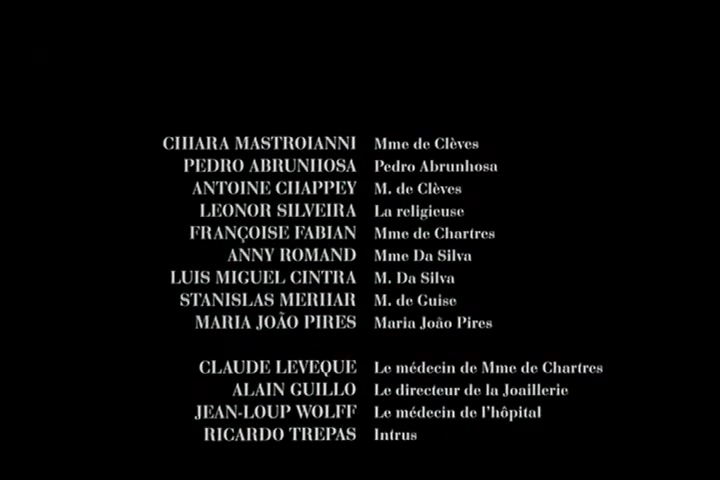 CHIARA MASTROIANNI Mme de Clèves
PEDRO ABRUNHOSA Pedro Abrunhosa
ANTOINE CHAPPEY M. de Clèves
LEONOR SILVEIRA La religieuse
FRANÇOISE FABIAN Mme de Chartres
ANNY ROMAND Mme Da Silva
LUIS MIGUEL CINTRA M. Da Silva
STANISLAS MERHAR M. de Guise
MARIA JOÃO PIRES Maria João Pires
CLAUDE LEVEQUE Le médecin de Mme de Chartres
ALAIN GUILLO Le directeur de la Joaillerie
JEAN-LOUP WOLFF Le médecin de l'hôpital
RICARDO TREPAS Intrus